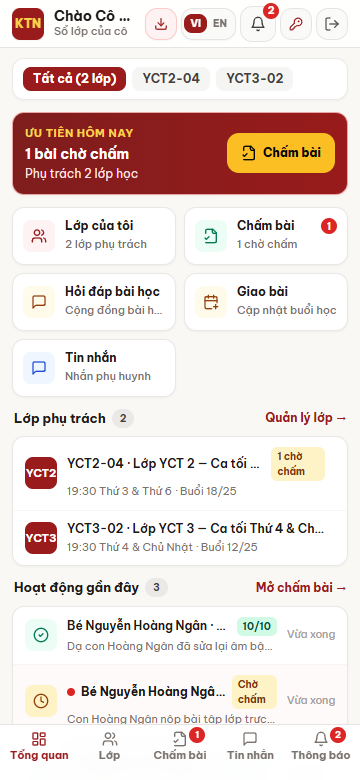 KTN
Chào Cô ...
Sổ lớp của cô
VI EN
2
Tất cả (2 lớp)
YCT2-04
YCT3-02
ƯU TIÊN HÔM NAY
1 bài chờ chấm
Phụ trách 2 lớp học
Chấm bài
Lớp của tôi
2 lớp phụ trách
Chấm bài
1 chờ chấm
1
Hỏi đáp bài học
Cộng đồng bài h...
Giao bài
Cập nhật buổi học
Tin nhắn
Nhắn phụ huynh
Lớp phụ trách 2
Quản lý lớp →
YCT2
YCT2-04 · Lớp YCT 2 — Ca tối ...
1 chờ chấm
19:30 Thứ 3 & Thứ 6 · Buổi 18/25
YCT3
YCT3-02 · Lớp YCT 3 — Ca tối Thứ 4 & Ch...
19:30 Thứ 4 & Chủ Nhật · Buổi 12/25
Hoạt động gần đây 3
Mở chấm bài →
Bé Nguyễn Hoàng Ngân · ...
10/10
Vừa xong
Dạ con Hoàng Ngân đã sửa lại âm bậ...
Bé Nguyễn Hoàng Ngâ...
Chờ chấm
Vừa xong
Con Hoàng Ngân nộp bài tập lớp trực...
Tổng quan
Lớp
1
Chấm bài
Tin nhắn
2
Thông báo